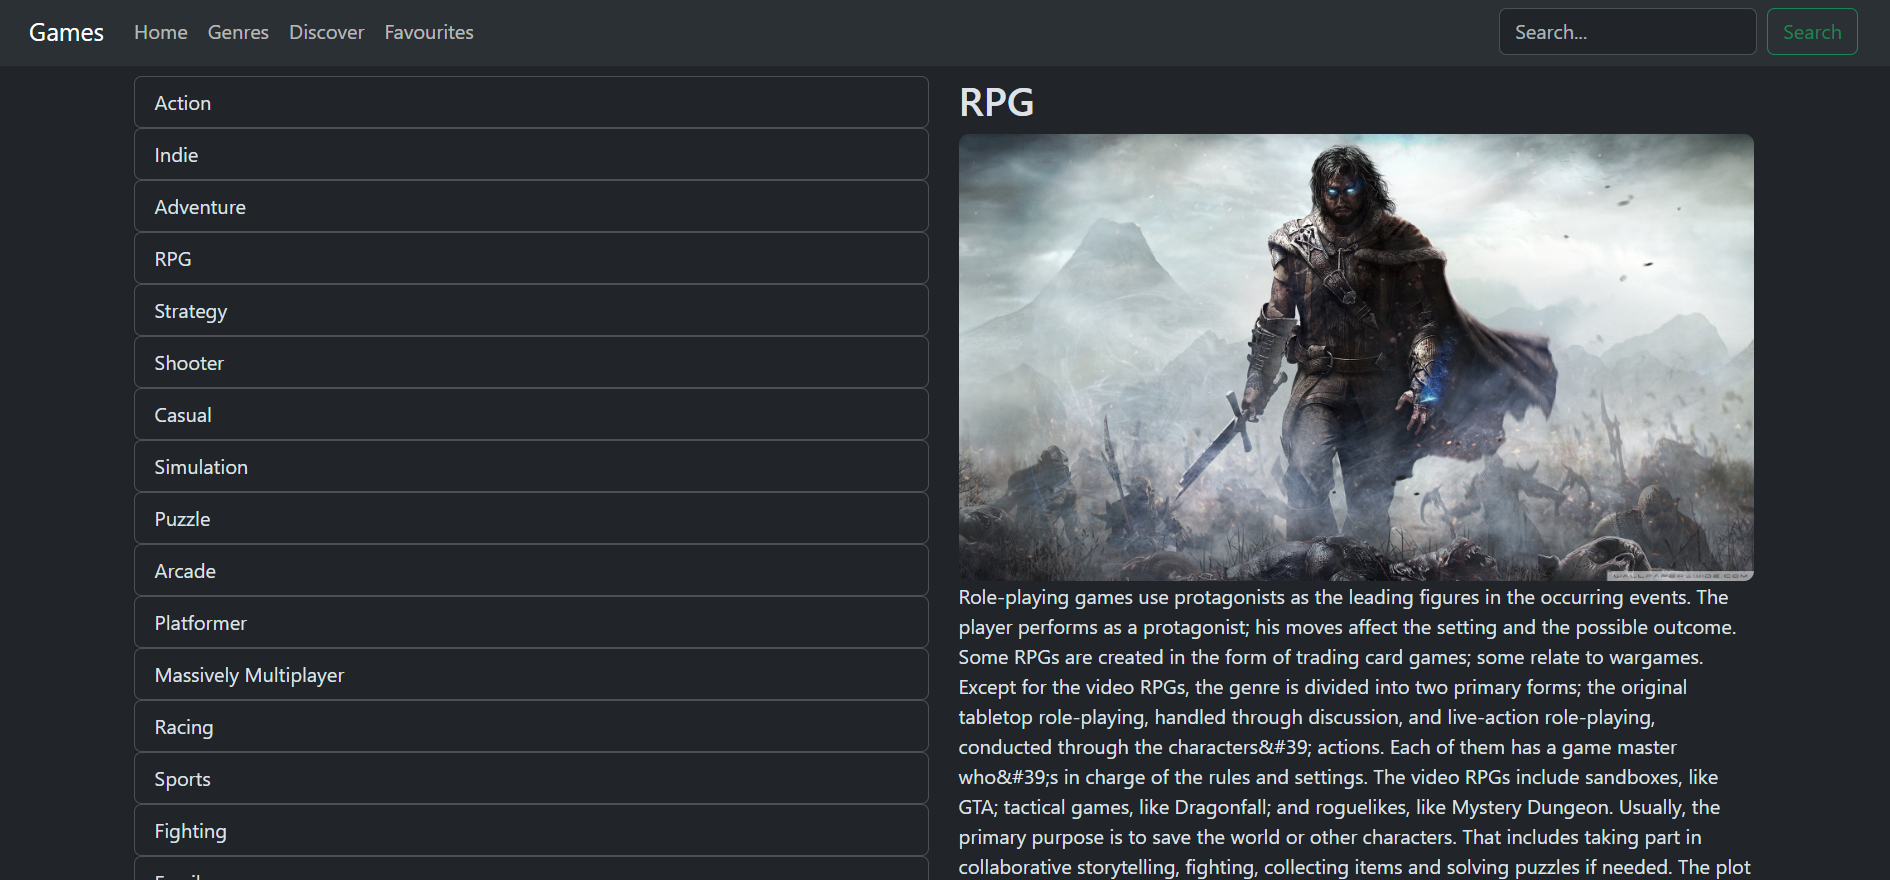 Games Home Genres Discover Favourites Search... Search
Action
Indie
Adventure
RPG
Strategy
Shooter
Casual
Simulation
Puzzle
Arcade
Platformer
Massively Multiplayer
Racing
Sports
Fighting
RPG
WALLPAPERSWIDE.COM
Role-playing games use protagonists as the leading figures in the occurring events. The
player performs as a protagonist; his moves affect the setting and the possible outcome.
Some RPGs are created in the form of trading card games; some relate to wargames.
Except for the video RPGs, the genre is divided into two primary forms; the original
tabletop role-playing, handled through discussion, and live-action role-playing,
conducted through the characters&#39; actions. Each of them has a game master
who&#39;s in charge of the rules and settings. The video RPGs include sandboxes, like
GTA; tactical games, like Dragonfall; and roguelikes, like Mystery Dungeon. Usually, the
primary purpose is to save the world or other characters. That includes taking part in
collaborative storytelling, fighting, collecting items and solving puzzles if needed. The plot